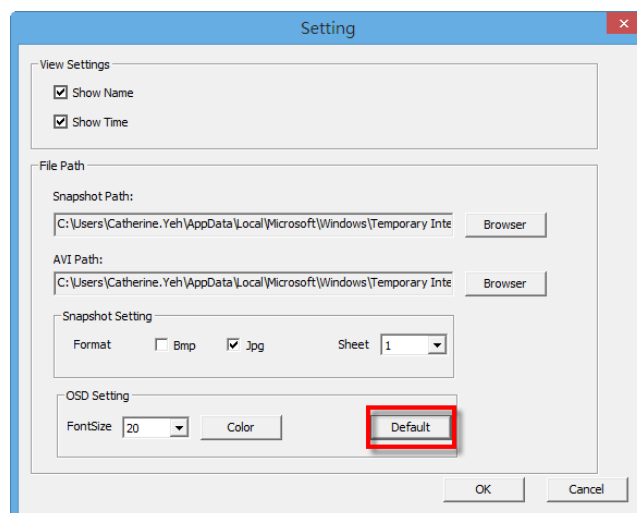 Setting
View Settings
Show Name
Show Time
File Path
Snapshot Path:
C:\Users\Catherine.Yeh\AppData\Local\Microsoft\Windows\Temporary Inte Browser
AVI Path:
C:\Users\Catherine.Yeh\AppData\Local\Microsoft\Windows\Temporary Inte Browser
Snapshot Setting
Format Bmp Jpg Sheet 1
OSD Setting
FontSize 20 Color Default
OK Cancel